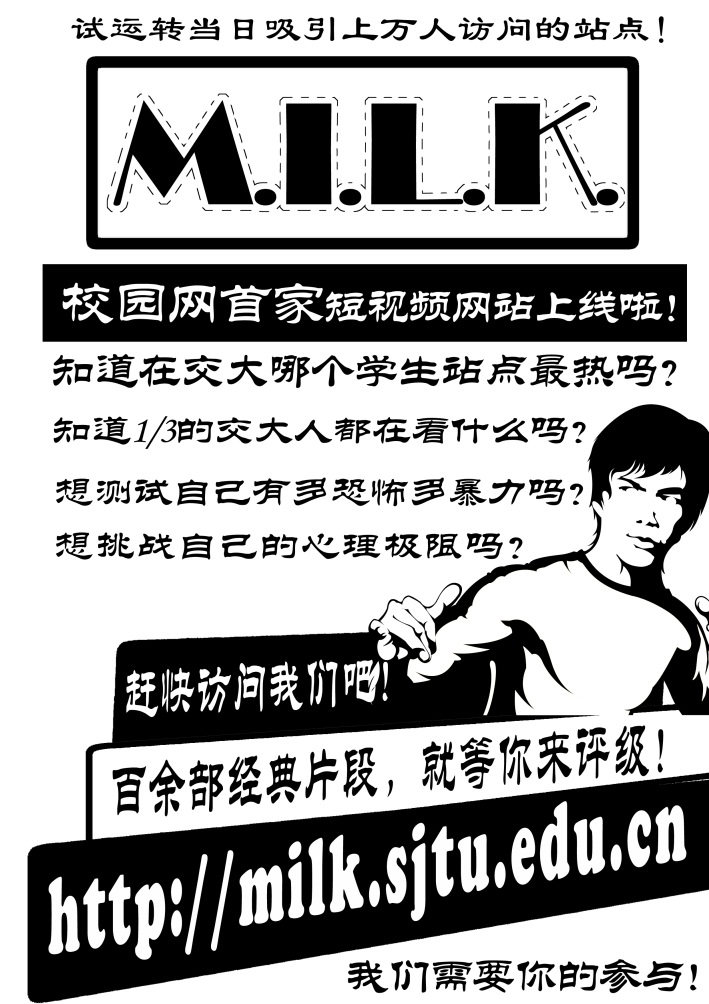 试运转当日吸引上万人访问的站点！
M.I.L.K.
校园网首家短视频网站上线啦！
知道在交大哪个学生站点最热吗？
知道1/3的交大人都在看什么吗？
想测试自己有多恐怖多暴力吗？
想挑战自己的心理极限吗？
赶快访问我们吧！
百余部经典片段，就等你来评级！
http://milk.sjtu.edu.cn
我们需要你的参与！